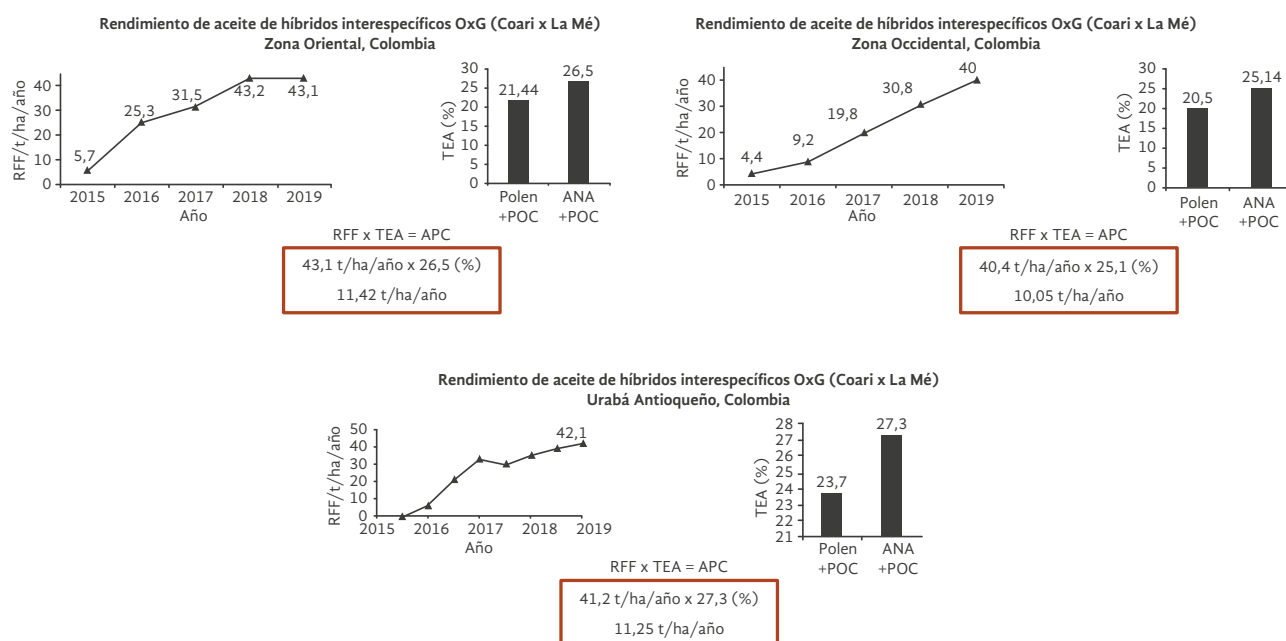 Rendimiento de aceite de híbridos interespecíficos OxG (Coari x La Mé)
Zona Oriental, Colombia
RFF/t/ha/año
40
30
20
10
0
5,7
25,3
31,5
43,2
43,1
2015
2016
2017
2018
2019
Año
TEA (%)
30
25
20
15
10
5
0
21,44
26,5
Polen
+POC
ANA
+POC
RFF x TEA = APC
43,1 t/ha/año x 26,5 (%)
11,42 t/ha/año
Rendimiento de aceite de híbridos interespecíficos OxG (Coari x La Mé)
Zona Occidental, Colombia
RFF/t/ha/año
40
30
20
10
0
4,4
9,2
19,8
30,8
40
2015
2016
2017
2018
2019
Año
TEA (%)
30
25
20
15
10
5
0
20,5
25,14
Polen
+POC
ANA
+POC
RFF x TEA = APC
40,4 t/ha/año x 25,1 (%)
10,05 t/ha/año
Rendimiento de aceite de híbridos interespecíficos OxG (Coari x La Mé)
Urabá Antioqueño, Colombia
RFF/t/ha/año
50
40
30
20
10
0
42,1
2015
2016
2017
2018
2019
Año
TEA (%)
28
27
26
25
24
23
22
21
23,7
27,3
Polen
+POC
ANA
+POC
RFF x TEA = APC
41,2 t/ha/año x 27,3 (%)
11,25 t/ha/año